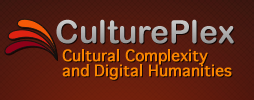 CulturePlex
Cultural Complexity
and Digital Humanities